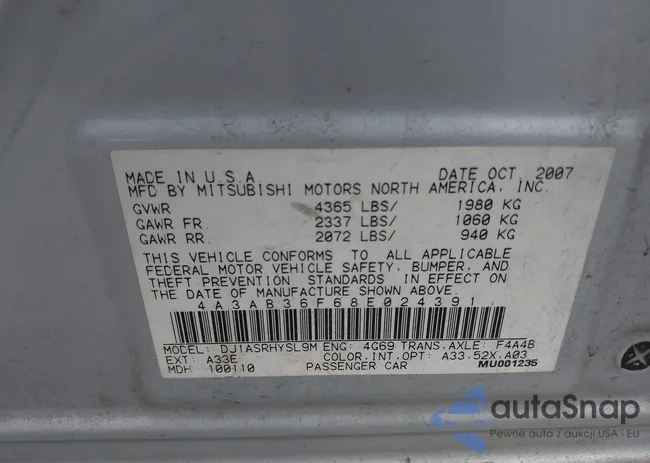 MADE IN U.S.A. DATE OCT. 2007
MFD BY MITSUBISHI MOTORS NORTH AMERICA, INC.
GVWR 4365 LBS/ 1980 KG
GAWR FR. 2337 LBS/ 1060 KG
GAWR RR. 2072 LBS/ 940 KG
THIS VEHICLE CONFORMS TO ALL APPLICABLE
FEDERAL MOTOR VEHICLE SAFETY, BUMPER, AND
THEFT PREVENTION STANDARDS IN EFFECT ON
THE DATE OF MANUFACTURE SHOWN ABOVE.
4A3AB36F68E024391
MODEL: DJ1ASRHYSL9M ENG: 4G69 TRANS.AXLE: F4A4B
EXT: A33E COLOR.INT.OPT: A33.52X.A03
MDH 100110 PASSENGER CAR MU001235
autaSnap
Pewne auta z aukcji USA i EU